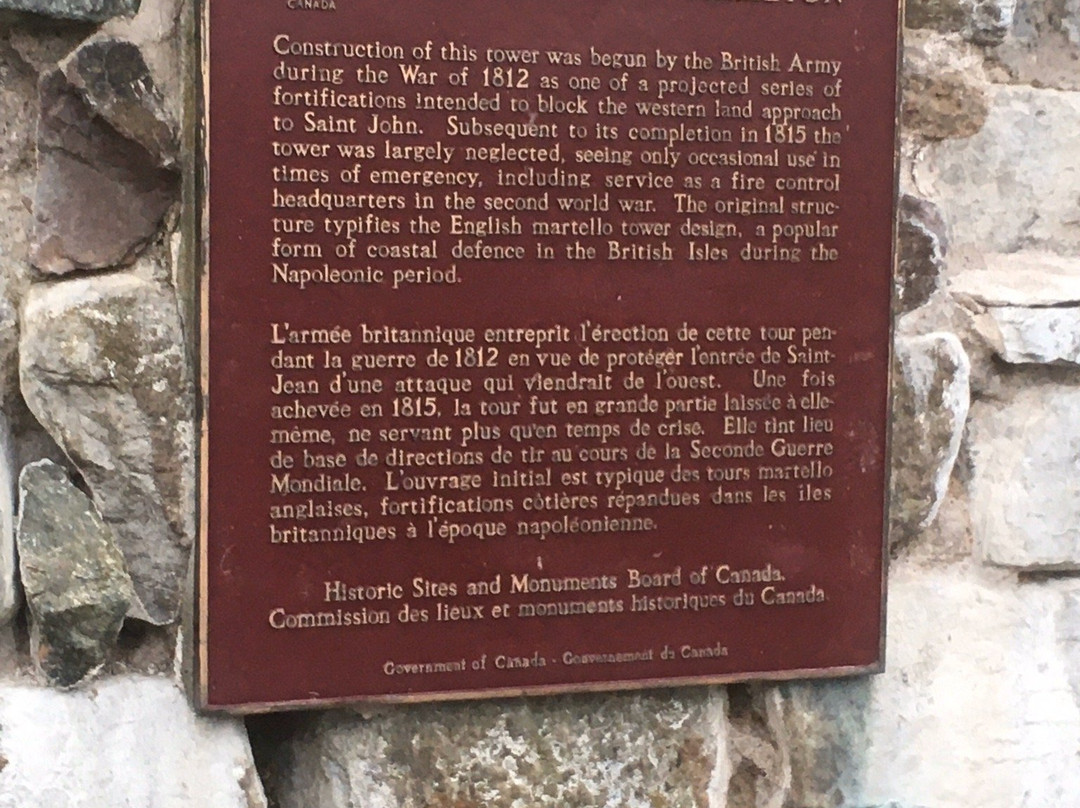 CANADA
Construction of this tower was begun by the British Army
during the War of 1812 as one of a projected series of
fortifications intended to block the western land approach
to Saint John. Subsequent to its completion in 1815 the
tower was largely neglected, seeing only occasional use in
times of emergency, including service as a fire control
headquarters in the second world war. The original struc-
ture typifies the English martello tower design, a popular
form of coastal defence in the British Isles during the
Napoleonic period.
L'armée britannique entreprit l'érection de cette tour pen-
dant la guerre de 1812 en vue de protéger l'entrée de Saint-
Jean d'une attaque qui viendrait de l'ouest. Une fois
achevée en 1815, la tour fut en grande partie laissée à elle-
même, ne servant plus qu'en temps de crise. Elle tint lieu
de base de directions de tir au cours de la Seconde Guerre
Mondiale. L'ouvrage initial est typique des tours martello
anglaises, fortifications côtières répandues dans les îles
britanniques à l'époque napoléonienne.
Historic Sites and Monuments Board of Canada.
Commission des lieux et monuments historiques du Canada.
Government of Canada - Gouvernement du Canada